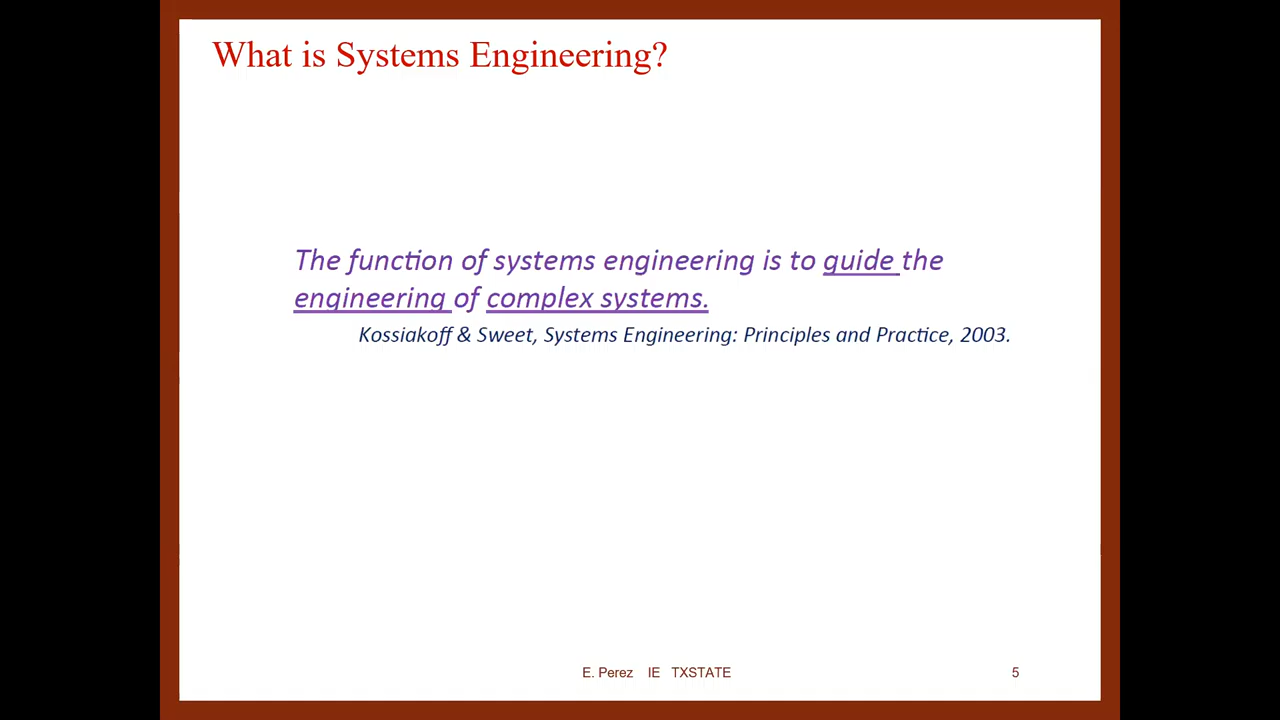 What is Systems Engineering?
The function of systems engineering is to guide the
engineering of complex systems.
Kossiakoff & Sweet, Systems Engineering: Principles and Practice, 2003.
E. Perez IE TXSTATE
5